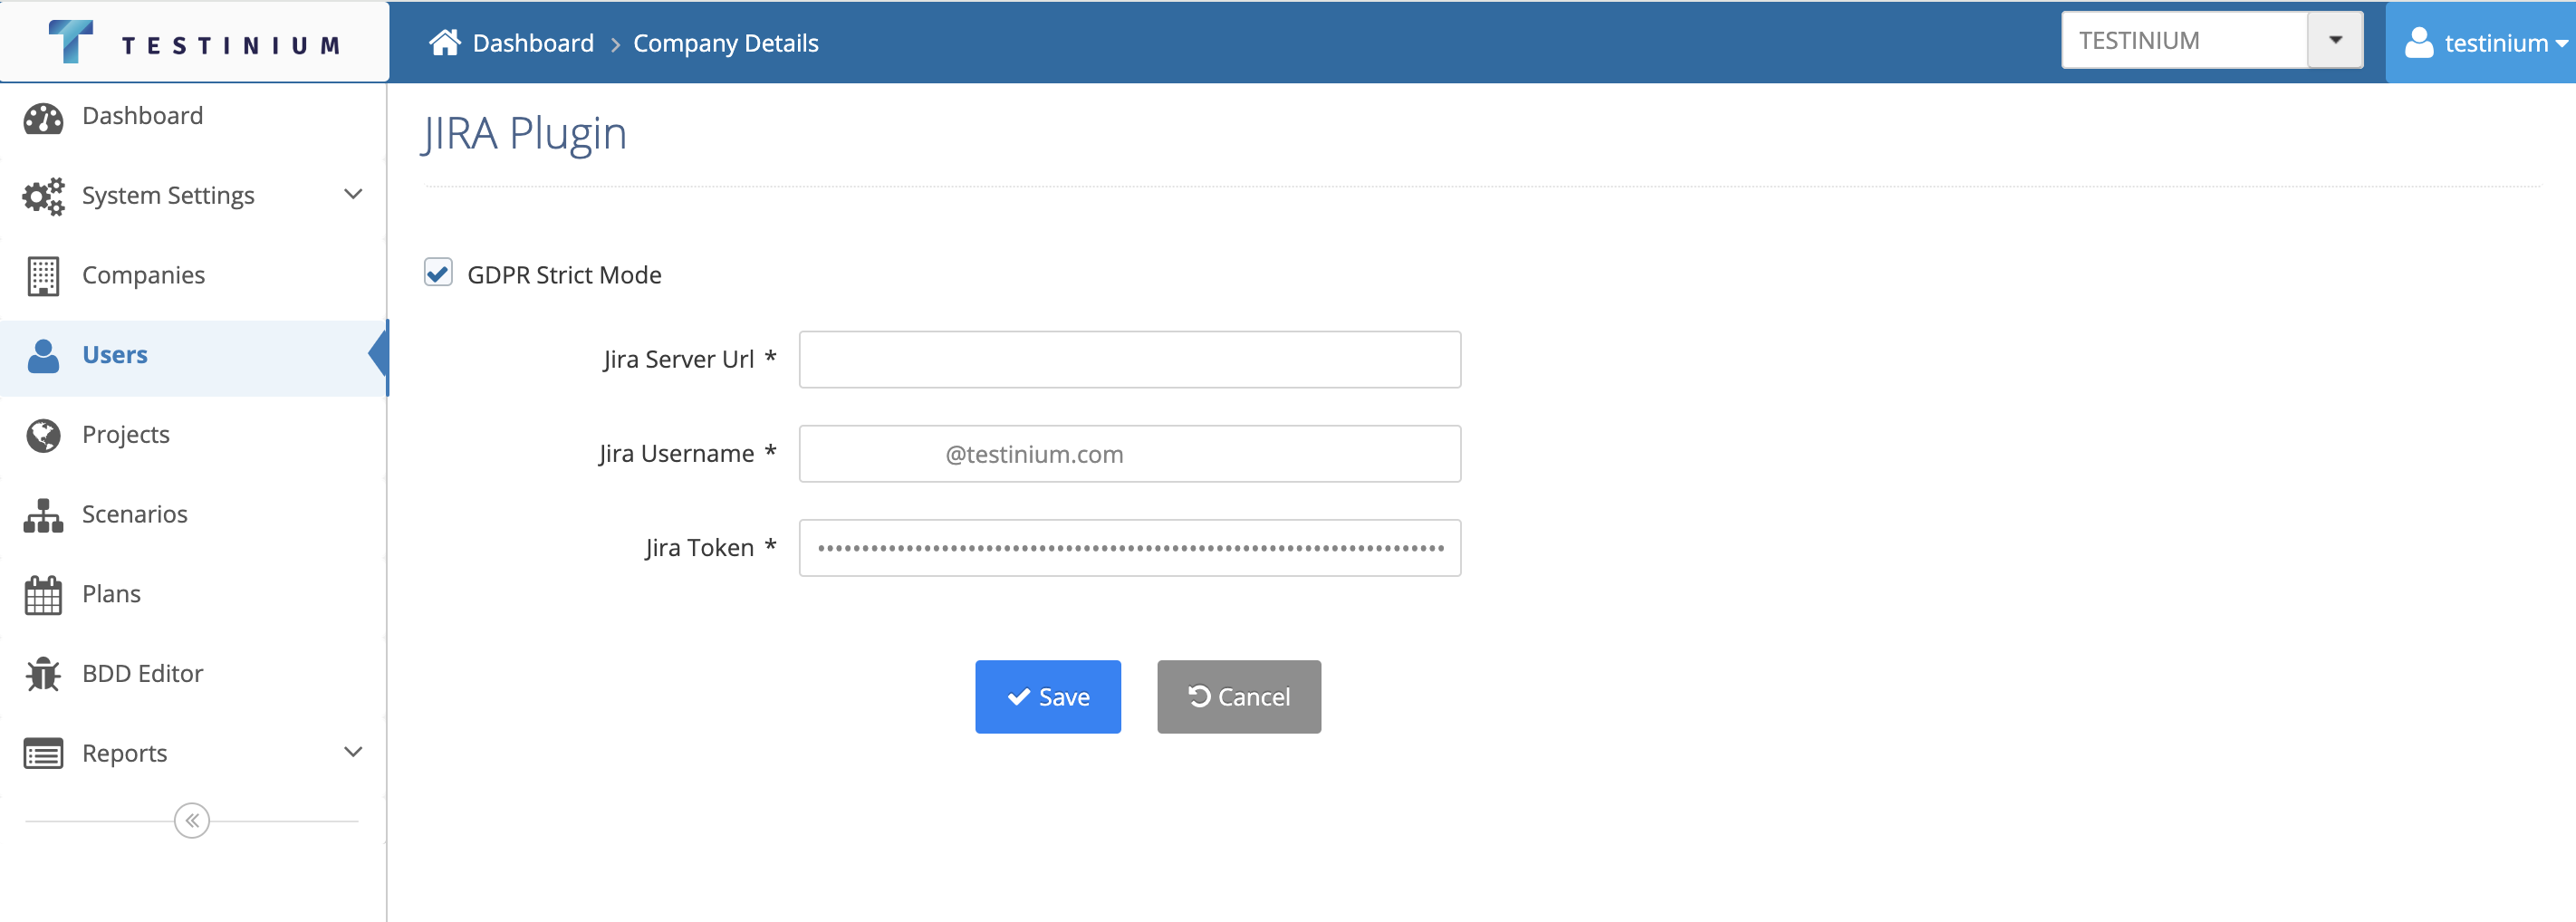 TESTINIUM
Dashboard > Company Details
TESTINIUM
testinium
Dashboard
System Settings
Companies
Users
Projects
Scenarios
Plans
BDD Editor
Reports
JIRA Plugin
GDPR Strict Mode
Jira Server Url *
Jira Username * @testinium.com
Jira Token *
Save Cancel